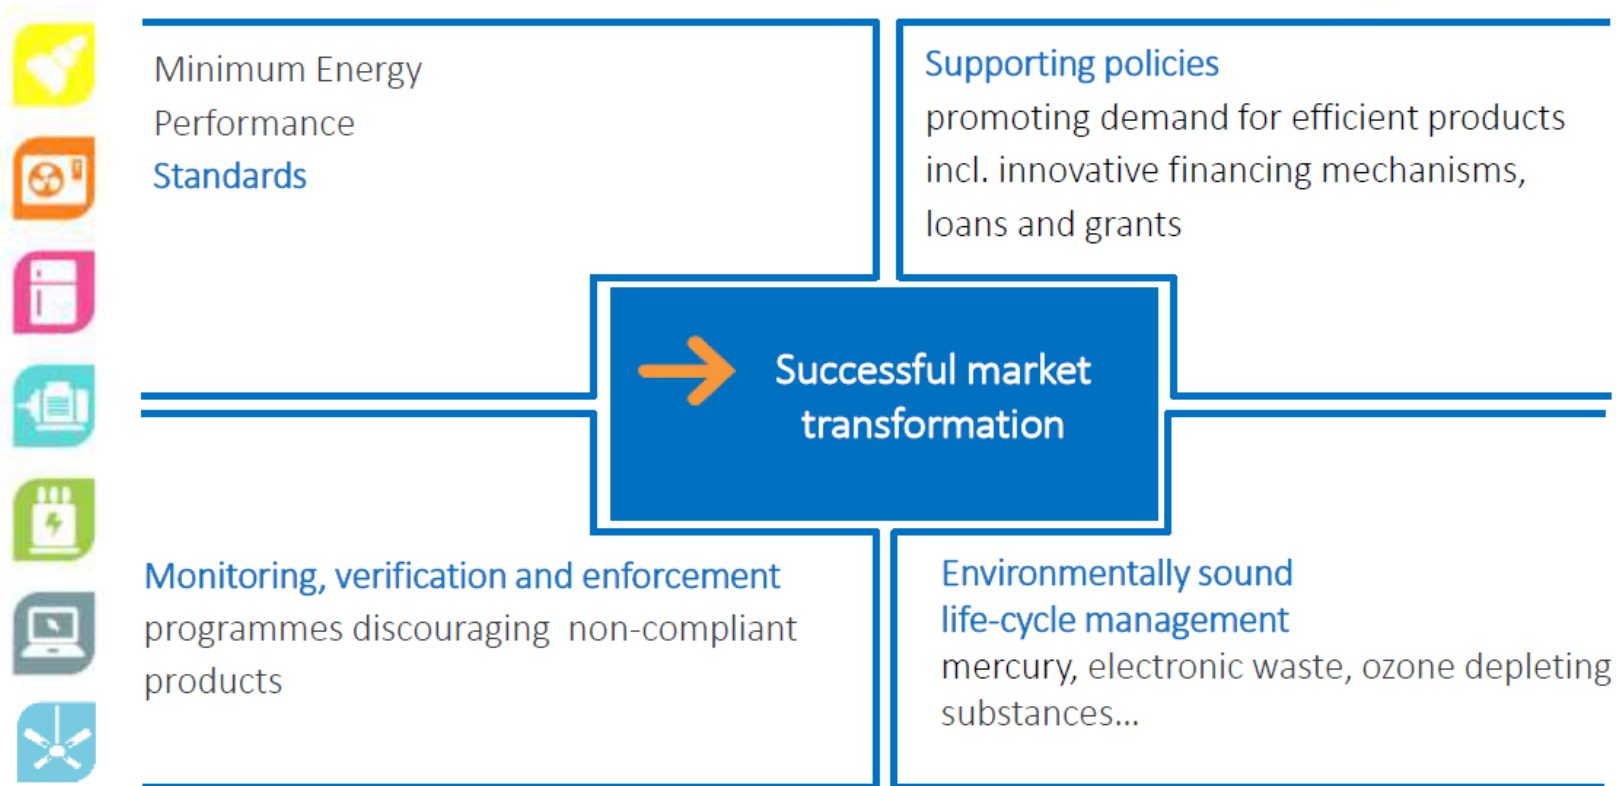 Minimum Energy
Performance
Standards
Supporting policies
promoting demand for efficient products
incl. innovative financing mechanisms,
loans and grants
Successful market
transformation
Monitoring, verification and enforcement
programmes discouraging non-compliant
products
Environmentally sound
life-cycle management
mercury, electronic waste, ozone depleting
substances...